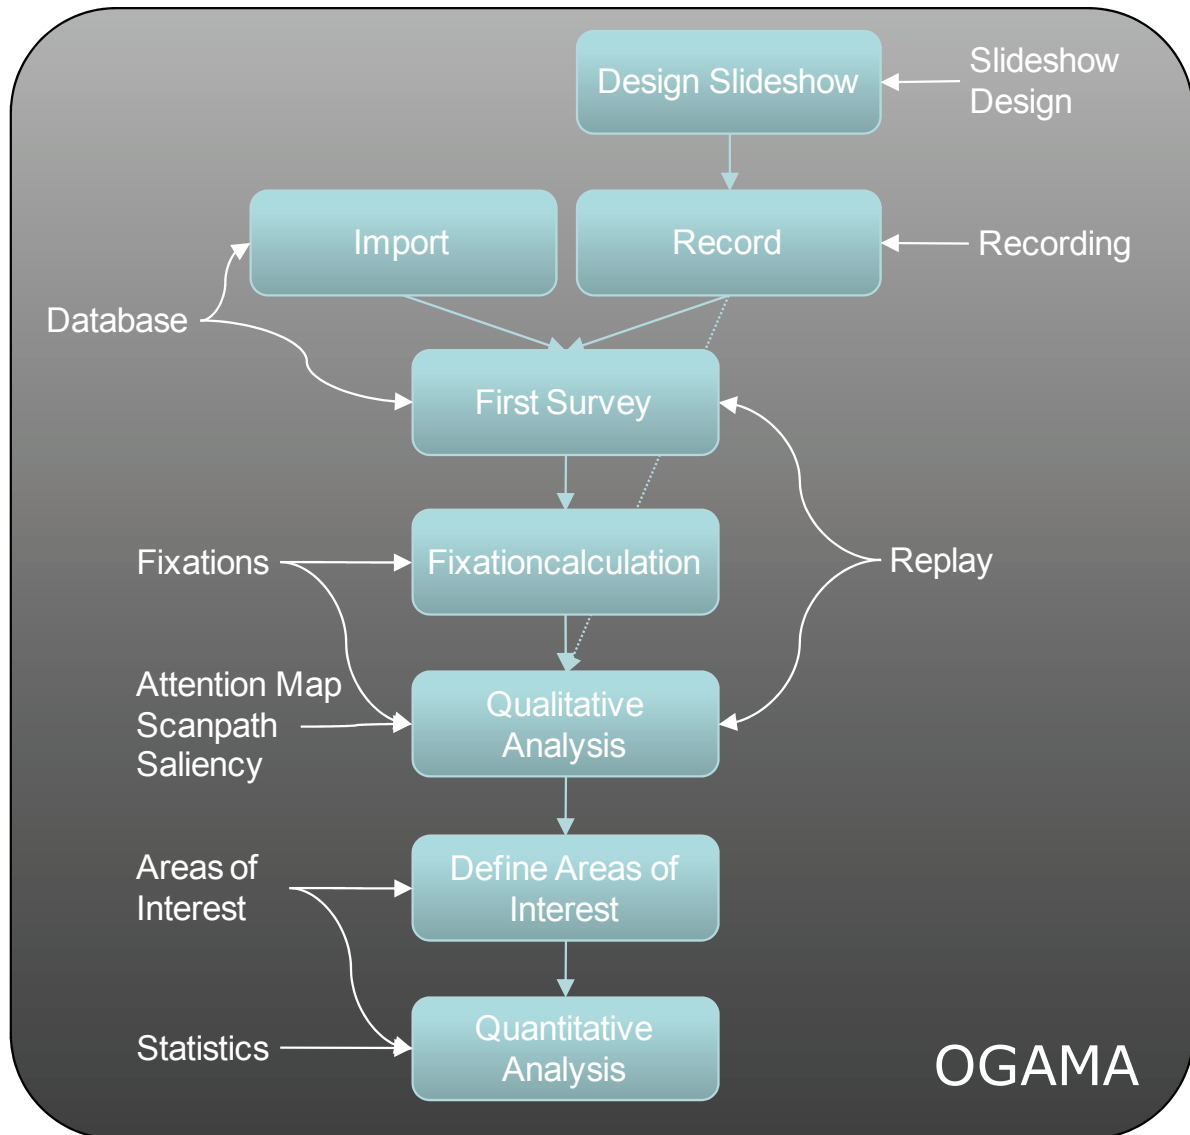 Design Slideshow
Slideshow
Design
Import
Record
Recording
Database
First Survey
Fixations
Fixationcalculation
Replay
Attention Map
Scanpath
Saliency
Qualitative
Analysis
Areas of
Interest
Define Areas of
Interest
Statistics
Quantitative
Analysis
OGAMA